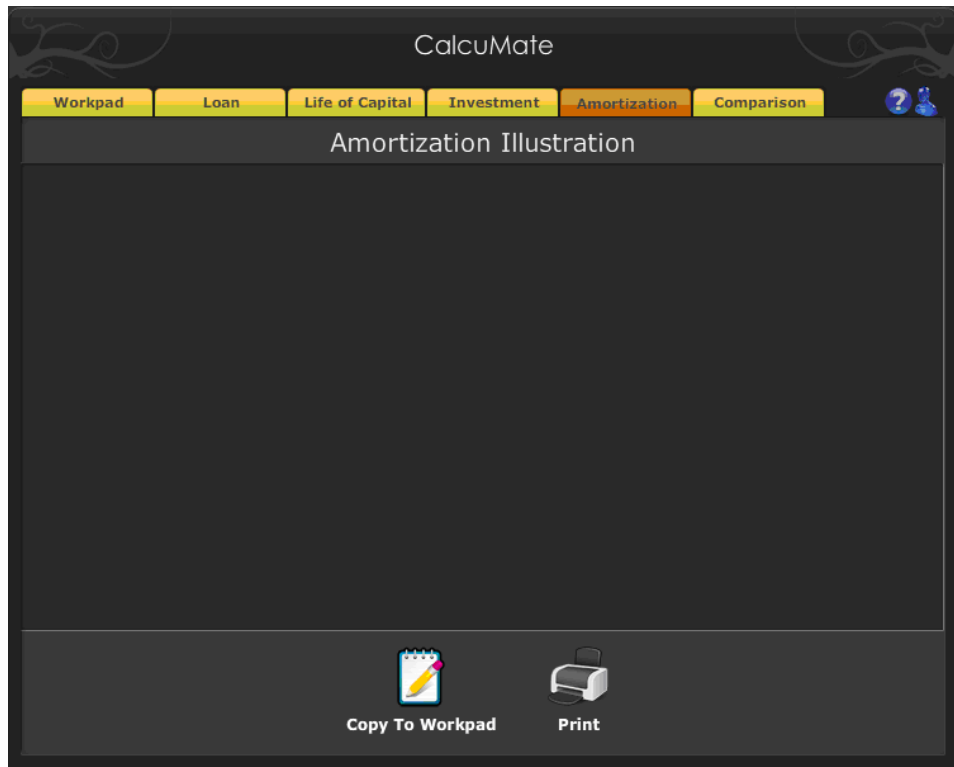 CalcuMate
Workpad Loan Life of Capital Investment Amortization Comparison ?
Amortization Illustration
Copy To Workpad Print